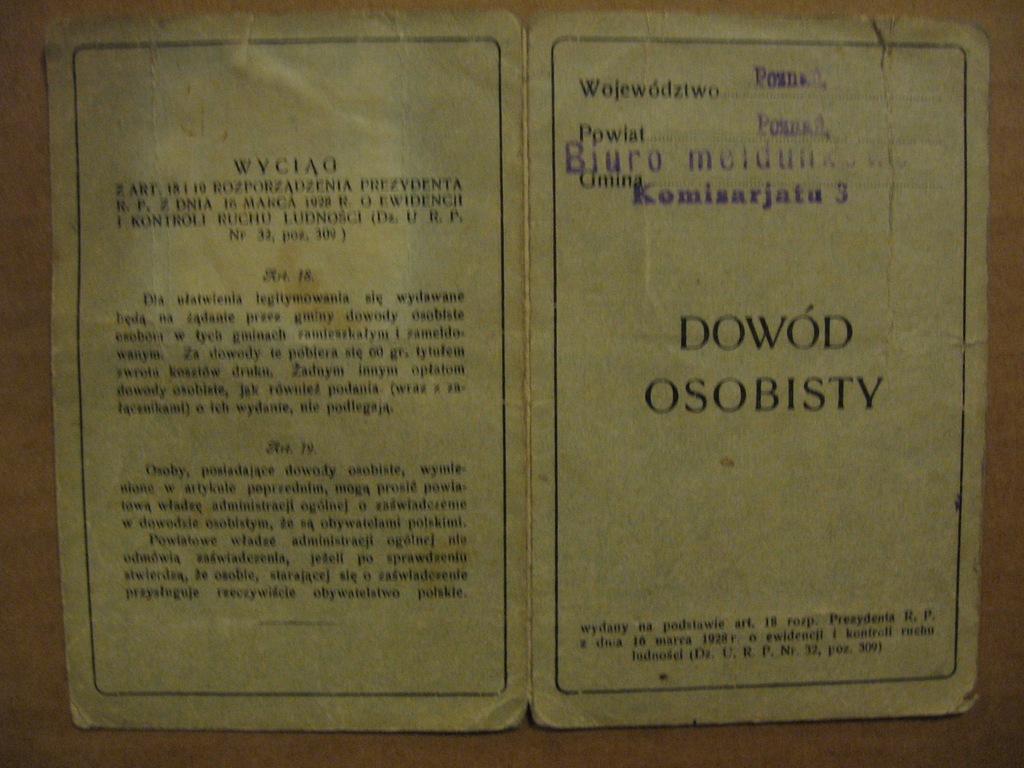 WYCIĄG
Z ART. 18 I 19 ROZPORZĄDZENIA PREZYDENTA
R. P. Z DNIA 16 MARCA 1928 R. O EWIDENCJI
I KONTROLI RUCHU LUDNOŚCI (Dz. U R. P.
Nr 32, poz. 309)
Art. 18.
Dla ułatwienia legitymowania się wydawane
będą na żądanie przez gminy dowody osobiste
osobom w tych gminach zamieszkałym i zameldo-
wanym. Za dowody te pobiera się 60 gr. tytułem
zwrotu kosztów druku. Żadnym innym opłatom
dowody osobiste, jak również podania (wraz z za-
łącznikami) o ich wydanie, nie podlegają.
Art. 19.
Osoby, posiadające dowody osobiste, wymie-
nione w artykule poprzednim, mogą prosić powia-
tową władzę administracji ogólnej o zaświadczenie
w dowodzie osobistym, że są obywatelami polskimi.
Powiatowe władze administracji ogólnej nie
odmówią zaświadczenia, jeżeli po sprawdzeniu
stwierdzą, że osobie, starającej się o zaświadczenie
przysługuje rzeczywiście obywatelstwo polskie.
Województwo Poznań,
Powiat Poznań,
Biuro meldunkowe
Gmina
Komisarjatu 3
DOWÓD
OSOBISTY
wydany na podstawie art. 18 rozp. Prezydenta R. P.
z dnia 16 marca 1928 r. o ewidencji i kontroli ruchu
ludności (Dz. U. R. P. Nr. 32, poz. 309)